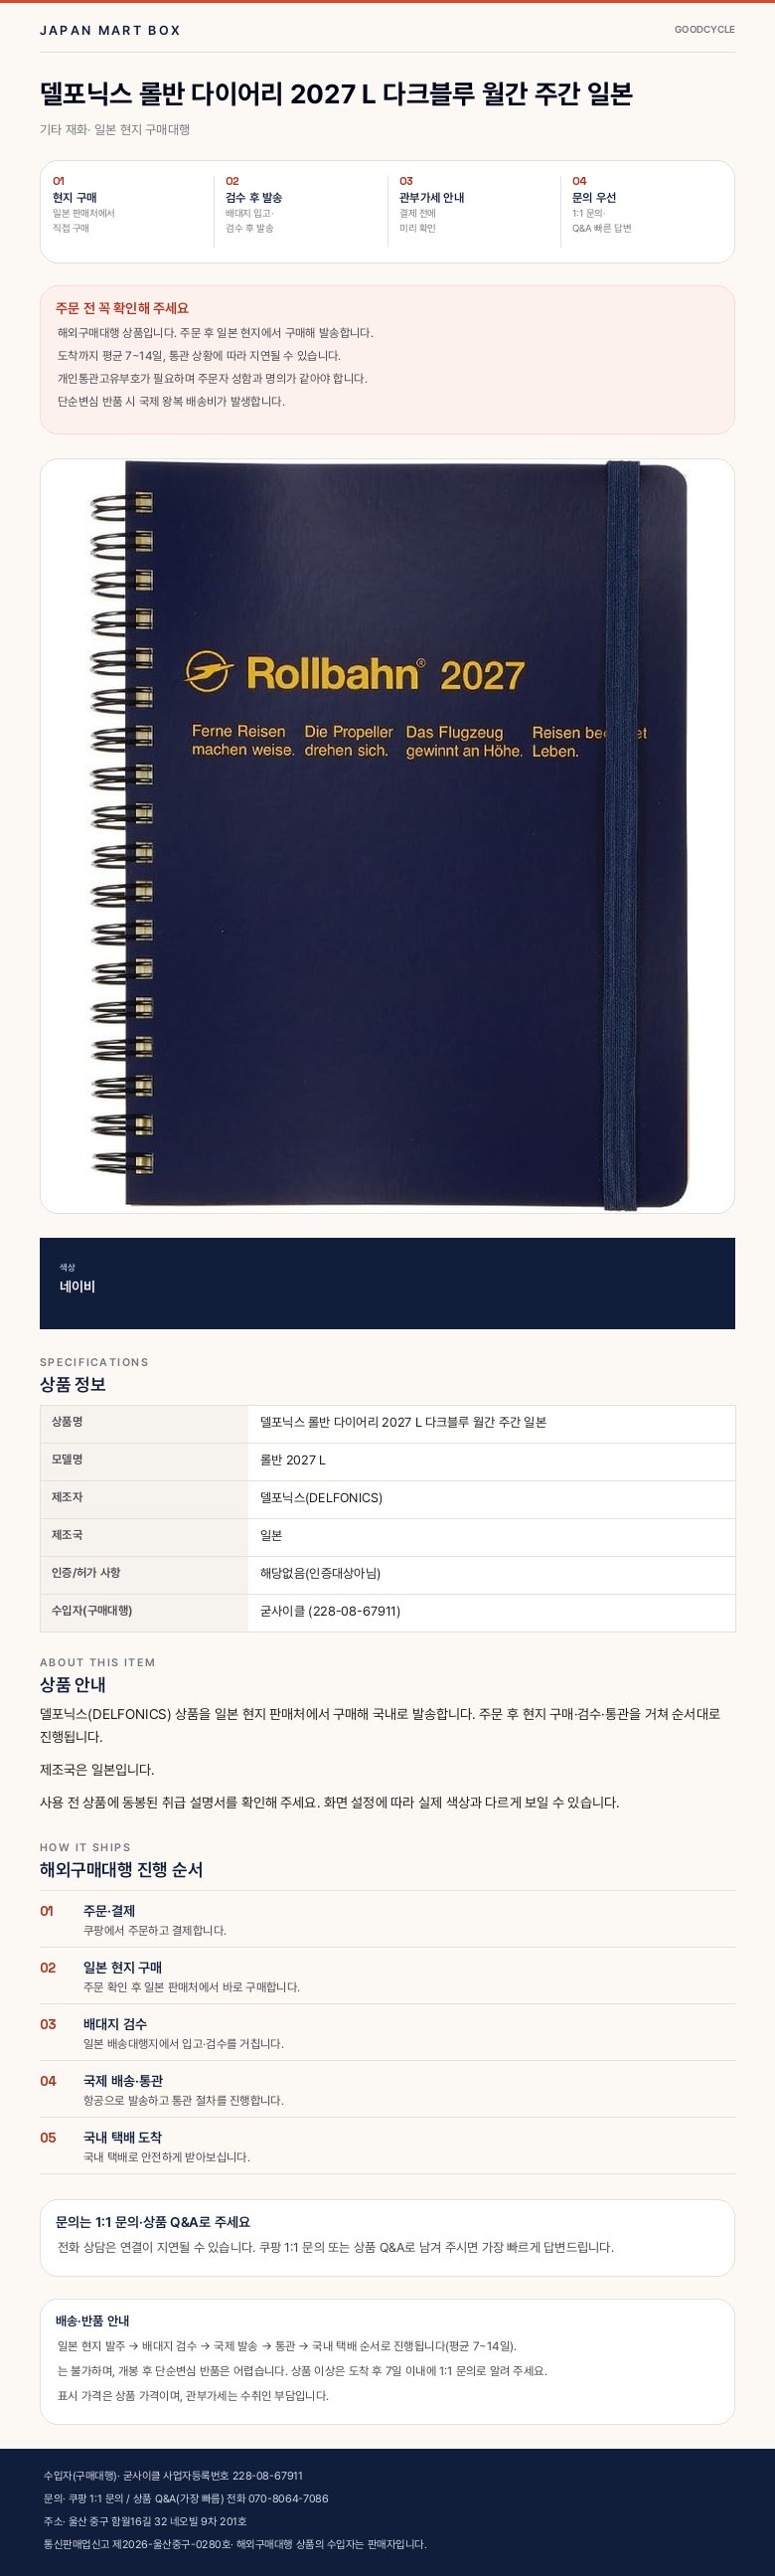 JAPAN MART BOX
GOODCYCLE
델포닉스 롤반 다이어리 2027 L 다크블루 월간 주간 일본
기타 재화· 일본 현지 구매대행
01
현지 구매
일본 판매처에서
직접 구매
02
검수 후 발송
배대지 입고·
검수 후 발송
03
관부가세 안내
결제 전에
미리 확인
04
문의 우선
1:1 문의·
Q&A 빠른 답변
주문 전 꼭 확인해 주세요
해외구매대행 상품입니다. 주문 후 일본 현지에서 구매해 발송합니다.
도착까지 평균 7~14일, 통관 상황에 따라 지연될 수 있습니다.
개인통관고유부호가 필요하며 주문자 성함과 명의가 같아야 합니다.
단순변심 반품 시 국제 왕복 배송비가 발생합니다.
Rollbahn® 2027
Ferne Reisen Die Propeller Das Flugzeug Reisen
machen weise. drehen sich. gewinnt an Höhe. Leben.
색상
네이비
SPECIFICATIONS
상품 정보
상품명 델포닉스 롤반 다이어리 2027 L 다크블루 월간 주간 일본
모델명 롤반 2027 L
제조자 델포닉스(DELFONICS)
제조국 일본
인증/허가 사항 해당없음(인증대상아님)
수입자(구매대행) 굳사이클 (228-08-67911)
ABOUT THIS ITEM
상품 안내
델포닉스(DELFONICS) 상품을 일본 현지 판매처에서 구매해 국내로 발송합니다. 주문 후 현지 구매·검수·통관을 거쳐 순서대로
진행됩니다.
제조국은 일본입니다.
사용 전 상품에 동봉된 취급 설명서를 확인해 주세요. 화면 설정에 따라 실제 색상과 다르게 보일 수 있습니다.
HOW IT SHIPS
해외구매대행 진행 순서
01 주문·결제
쿠팡에서 주문하고 결제합니다.
02 일본 현지 구매
주문 확인 후 일본 판매처에서 바로 구매합니다.
03 배대지 검수
일본 배송대행지에서 입고·검수를 거칩니다.
04 국제 배송·통관
항공으로 발송하고 통관 절차를 진행합니다.
05 국내 택배 도착
국내 택배로 안전하게 받아보십니다.
문의는 1:1 문의·상품 Q&A로 주세요
전화 상담은 연결이 지연될 수 있습니다. 쿠팡 1:1 문의 또는 상품 Q&A로 남겨 주시면 가장 빠르게 답변드립니다.
배송·반품 안내
일본 현지 발주 → 배대지 검수 → 국제 발송 → 통관 → 국내 택배 순서로 진행됩니다(평균 7~14일).
는 불가하며, 개봉 후 단순변심 반품은 어렵습니다. 상품 이상은 도착 후 7일 이내에 1:1 문의로 알려 주세요.
표시 가격은 상품 가격이며, 관부가세는 수취인 부담입니다.
수입자(구매대행)· 굳사이클 사업자등록번호 228-08-67911
문의· 쿠팡 1:1 문의 / 상품 Q&A(가장 빠름) 전화 070-8064-7086
주소· 울산 중구 함월16길 32 네오빌 9차 201호
통신판매업신고 제2026-울산중구-0280호· 해외구매대행 상품의 수입자는 판매자입니다.